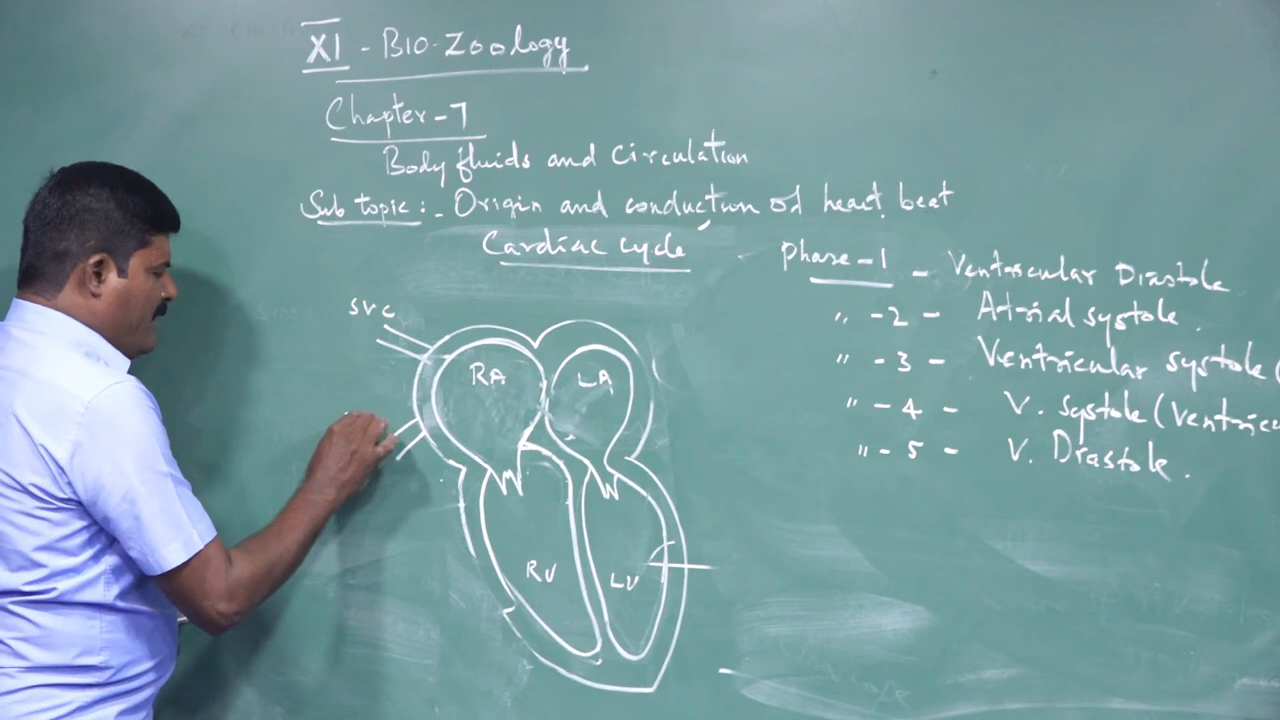 XI - BIO-Zoology
Chapter-7
Body fluids and Circulation
Sub topic:- Origin and conduction of heart beat
Cardiac cycle
Phase-1 - Ventricular Diastole
" -2 - Atrial systole.
" -3 - Ventricular systole (
" -4 - V. Systole (Ventric
" -5 - V. Diastole.
SVC
RA
LA
RV
LV